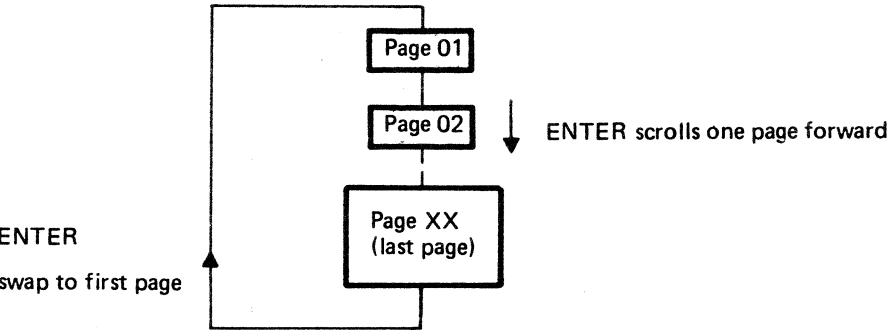 Page 01
Page 02
ENTER scrolls one page forward
Page XX
(last page)
ENTER
swap to first page